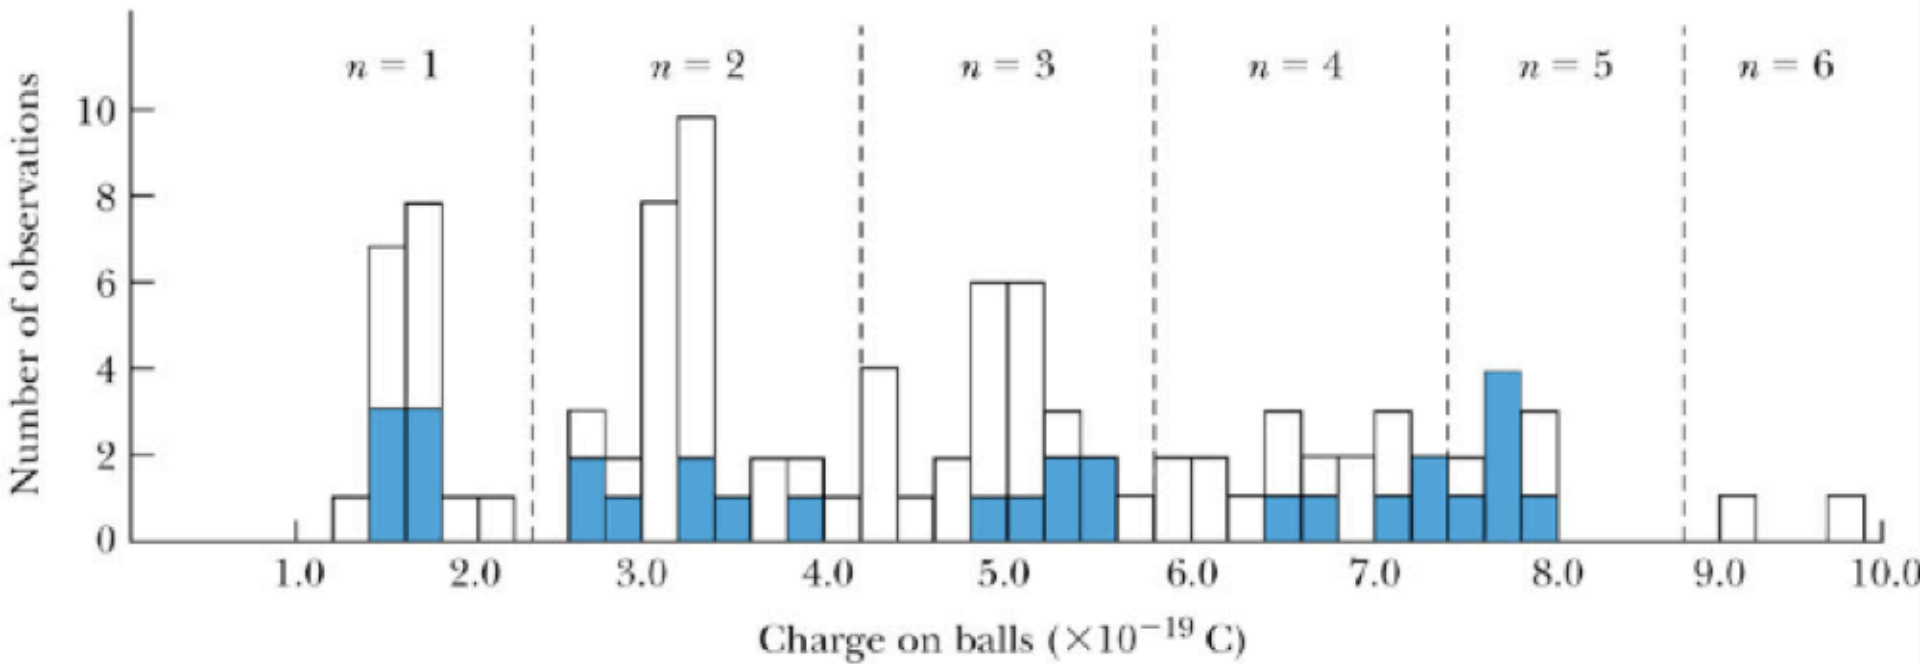 n = 1 n = 2 n = 3 n = 4 n = 5 n = 6
Number of observations
10
8
6
4
2
0
1.0 2.0 3.0 4.0 5.0 6.0 7.0 8.0 9.0 10.0
Charge on balls (×10⁻¹⁹ C)